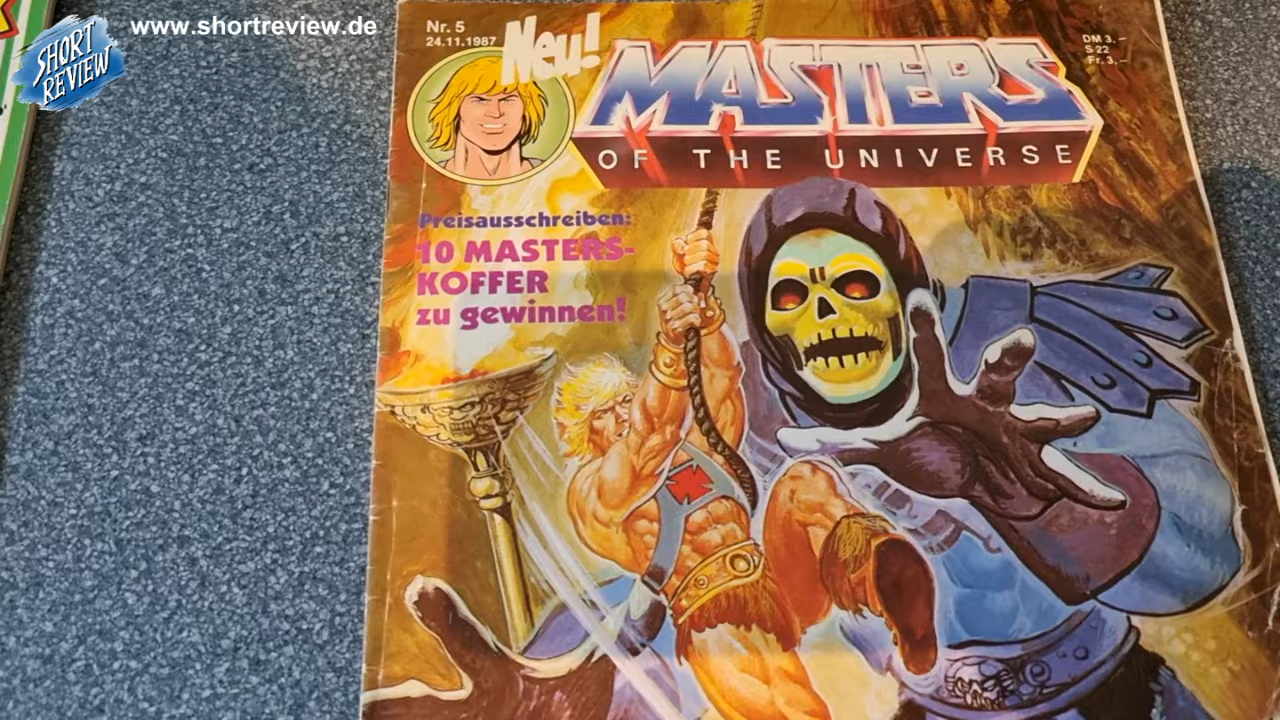 SHORT
REVIEW
www.shortreview.de
Nr. 5
24.11.1987
Neu!
MASTERS
OF THE UNIVERSE
DM 3.–
S 22
Fr. 3,–
Preisausschreiben:
10 MASTERS-
KOFFER
zu gewinnen!